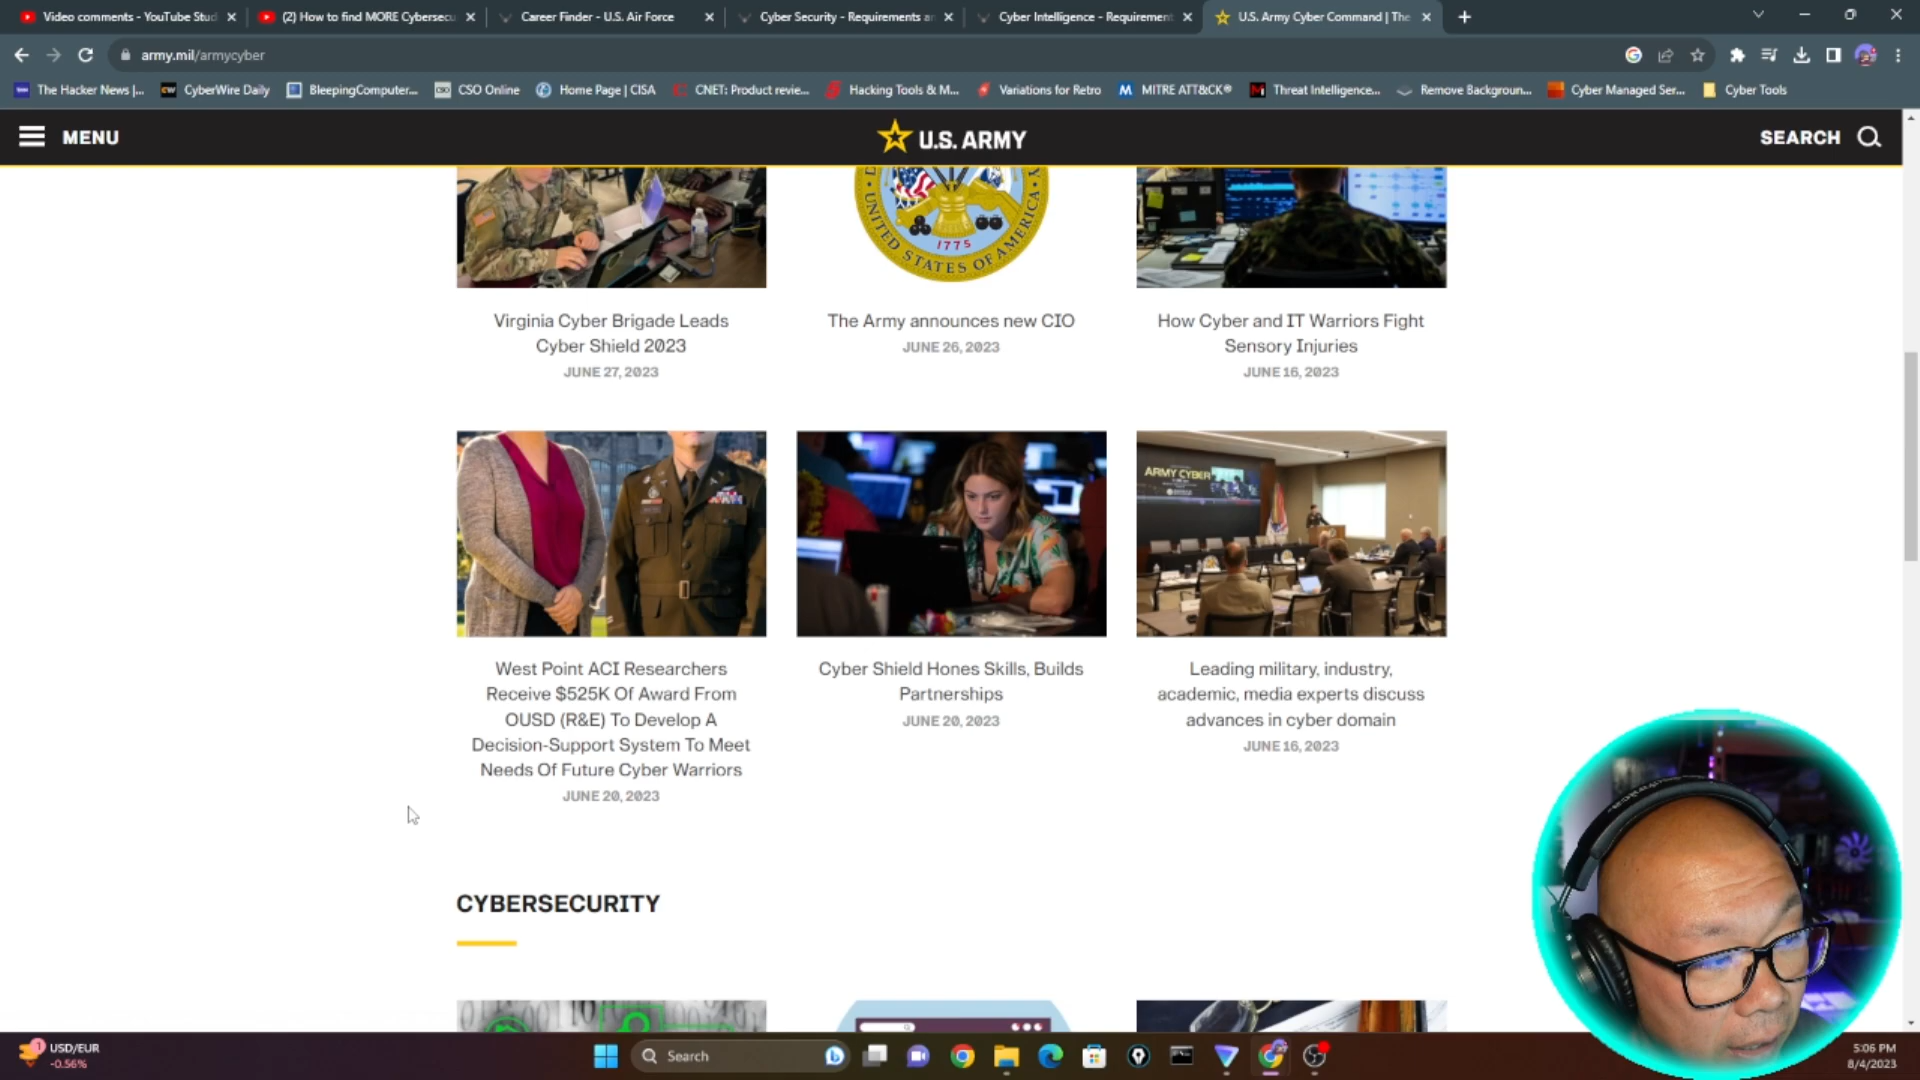 Video comments - YouTube Stud
(2) How to find MORE Cybersecu
Career Finder - U.S. Air Force
Cyber Security - Requirements an
Cyber Intelligence - Requirement
U.S. Army Cyber Command | The
army.mil/armycyber
The Hacker News |...
CyberWire Daily
BleepingComputer...
CSO Online
Home Page | CISA
CNET: Product revie...
Hacking Tools & M...
Variations for Retro
MITRE ATT&CK®
Threat Intelligence...
Remove Backgroun...
Cyber Managed Ser...
Cyber Tools
MENU
U.S. ARMY
SEARCH
1775
UNITED STATES OF AMERICA
Virginia Cyber Brigade Leads
Cyber Shield 2023
JUNE 27, 2023
The Army announces new CIO
JUNE 26, 2023
How Cyber and IT Warriors Fight
Sensory Injuries
JUNE 16, 2023
ARMY CYBER
West Point ACI Researchers
Receive $525K Of Award From
OUSD (R&E) To Develop A
Decision-Support System To Meet
Needs Of Future Cyber Warriors
JUNE 20, 2023
Cyber Shield Hones Skills, Builds
Partnerships
JUNE 20, 2023
Leading military, industry,
academic, media experts discuss
advances in cyber domain
JUNE 16, 2023
CYBERSECURITY
1
USD/EUR
-0.56%
Search
5:06 PM
8/4/2023